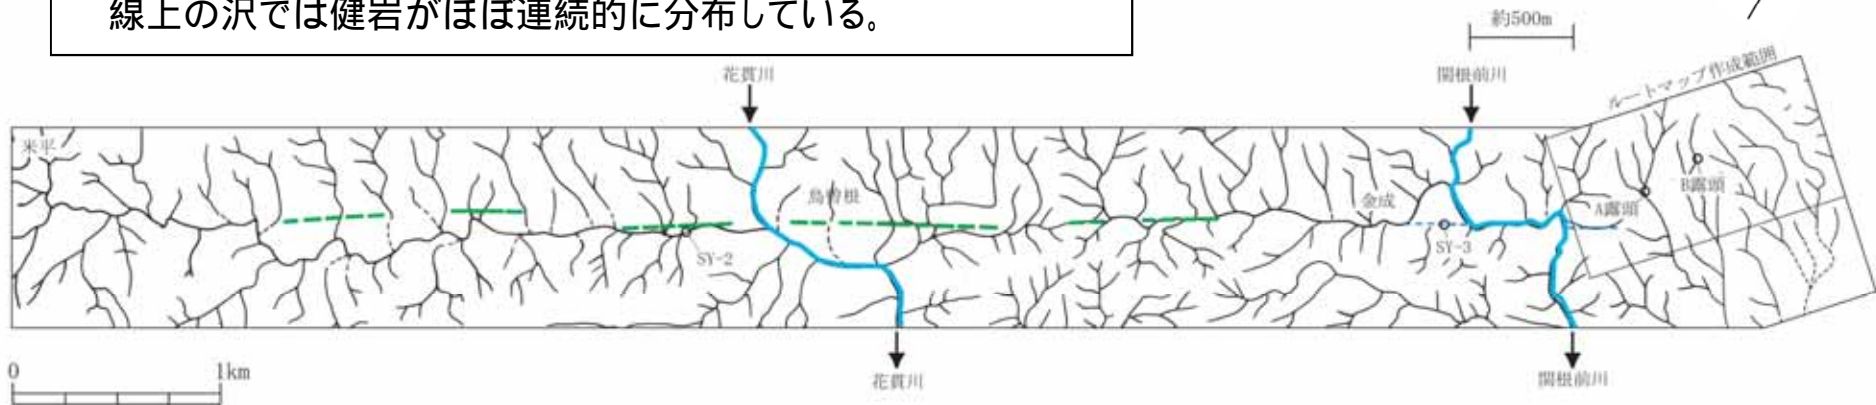 線上の沢では健岩がほぼ連続的に分布している。
約500m
花貫川
関根前川
ルートマップ作成範囲
米平
鳥曽根
金成
B露頭
A露頭
SY-2
SY-3
0
1km
花貫川
関根前川